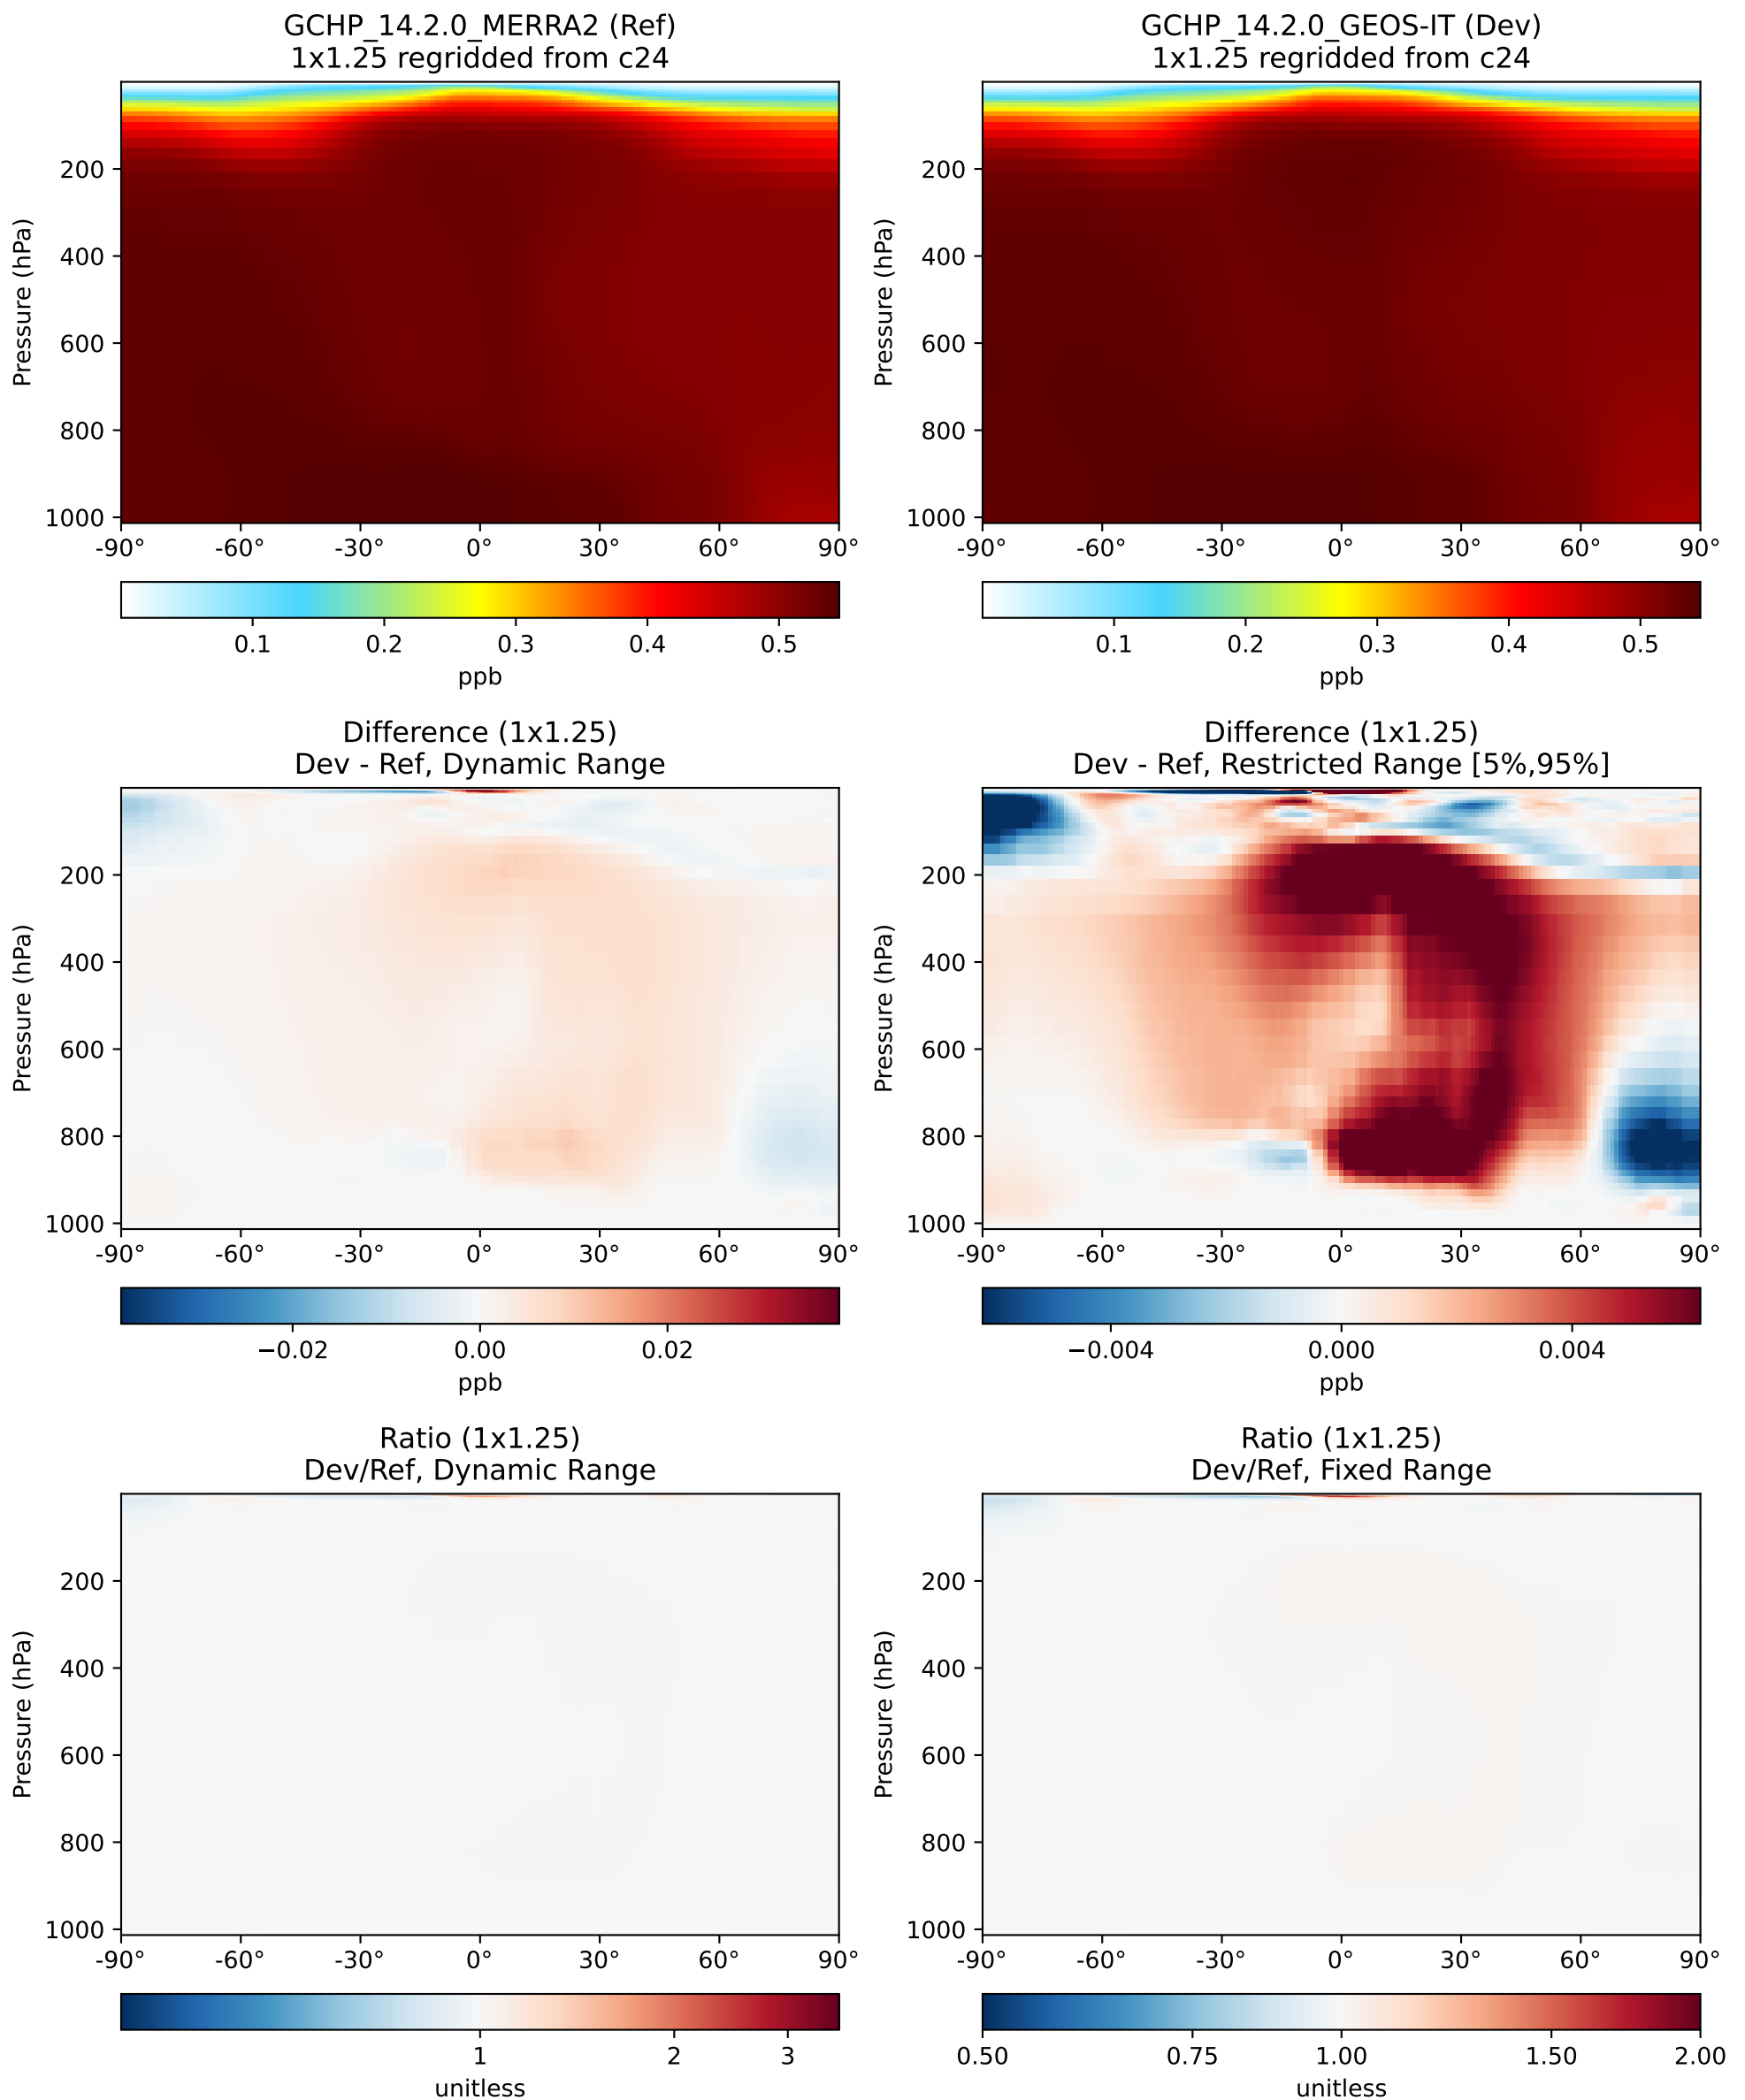 GCHP_14.2.0_MERRA2 (Ref)
1x1.25 regridded from c24
Pressure (hPa)
200
400
600
800
1000
-90° -60° -30° 0° 30° 60° 90°
0.1 0.2 0.3 0.4 0.5
ppb
GCHP_14.2.0_GEOS-IT (Dev)
1x1.25 regridded from c24
Pressure (hPa)
200
400
600
800
1000
-90° -60° -30° 0° 30° 60° 90°
0.1 0.2 0.3 0.4 0.5
ppb
Difference (1x1.25)
Dev - Ref, Dynamic Range
Pressure (hPa)
200
400
600
800
1000
-90° -60° -30° 0° 30° 60° 90°
−0.02 0.00 0.02
ppb
Difference (1x1.25)
Dev - Ref, Restricted Range [5%,95%]
Pressure (hPa)
200
400
600
800
1000
-90° -60° -30° 0° 30° 60° 90°
−0.004 0.000 0.004
ppb
Ratio (1x1.25)
Dev/Ref, Dynamic Range
Pressure (hPa)
200
400
600
800
1000
-90° -60° -30° 0° 30° 60° 90°
1 2 3
unitless
Ratio (1x1.25)
Dev/Ref, Fixed Range
Pressure (hPa)
200
400
600
800
1000
-90° -60° -30° 0° 30° 60° 90°
0.50 0.75 1.00 1.50 2.00
unitless